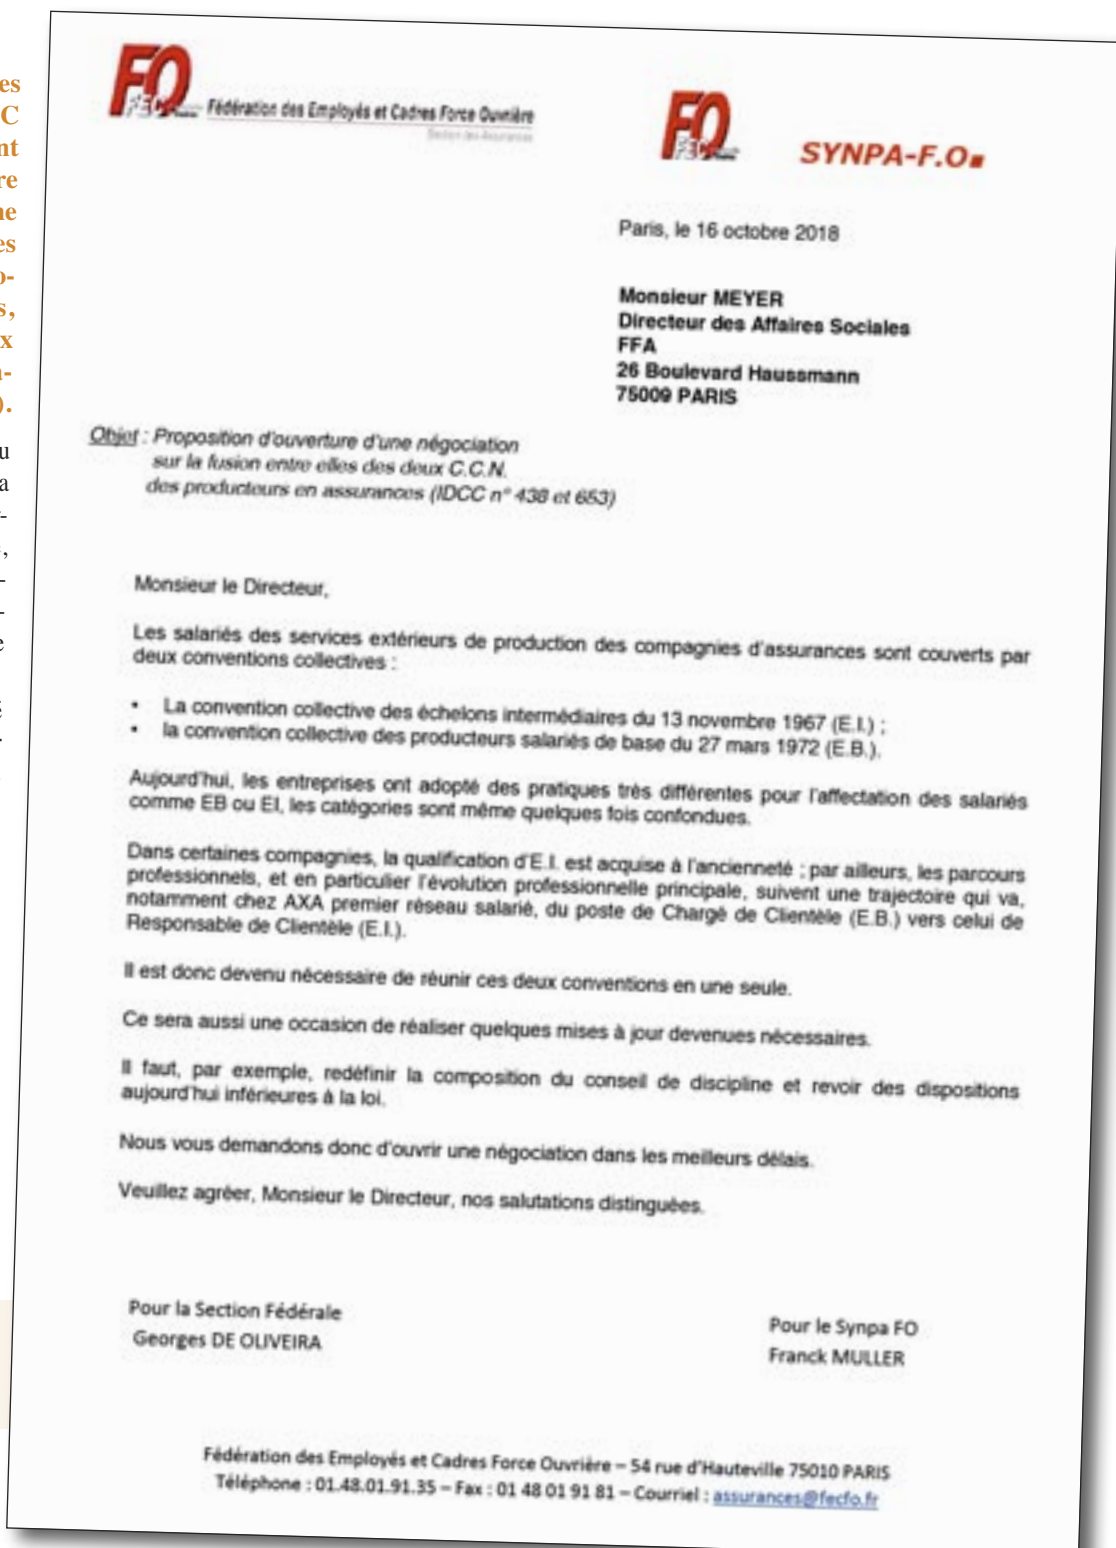 es
C
nt
re
ne
es
o-
s,
x
a-
).
u
a
r-
,
-
-
e
FO
FEC
Fédération des Employés et Cadres Force Ouvrière
Section des Assurances
FO
FEC
SYNPA-F.O
Paris, le 16 octobre 2018
Monsieur MEYER
Directeur des Affaires Sociales
FFA
26 Boulevard Haussmann
75009 PARIS
Objet : Proposition d'ouverture d'une négociation
sur la fusion entre elles des deux C.C.N.
des producteurs en assurances (IDCC n° 438 et 653)
Monsieur le Directeur,
Les salariés des services extérieurs de production des compagnies d'assurances sont couverts par
deux conventions collectives :
• La convention collective des échelons intermédiaires du 13 novembre 1967 (E.I.) ;
• la convention collective des producteurs salariés de base du 27 mars 1972 (E.B.).
Aujourd'hui, les entreprises ont adopté des pratiques très différentes pour l'affectation des salariés
comme EB ou EI, les catégories sont même quelques fois confondues.
Dans certaines compagnies, la qualification d'E.I. est acquise à l'ancienneté ; par ailleurs, les parcours
professionnels, et en particulier l'évolution professionnelle principale, suivent une trajectoire qui va,
notamment chez AXA premier réseau salarié, du poste de Chargé de Clientèle (E.B.) vers celui de
Responsable de Clientèle (E.I.).
Il est donc devenu nécessaire de réunir ces deux conventions en une seule.
Ce sera aussi une occasion de réaliser quelques mises à jour devenues nécessaires.
Il faut, par exemple, redéfinir la composition du conseil de discipline et revoir des dispositions
aujourd'hui inférieures à la loi.
Nous vous demandons donc d'ouvrir une négociation dans les meilleurs délais.
Veuillez agréer, Monsieur le Directeur, nos salutations distinguées.
Pour la Section Fédérale
Georges DE OLIVEIRA
Pour le Synpa FO
Franck MULLER
Fédération des Employés et Cadres Force Ouvrière – 54 rue d'Hauteville 75010 PARIS
Téléphone : 01.48.01.91.35 – Fax : 01 48 01 91 81 – Courriel : assurances@fecfo.fr